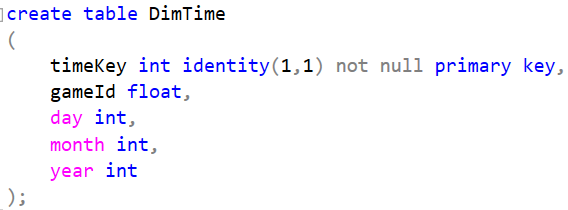 create table DimTime
(
timeKey int identity(1,1) not null primary key,
gameId float,
day int,
month int,
year int
);